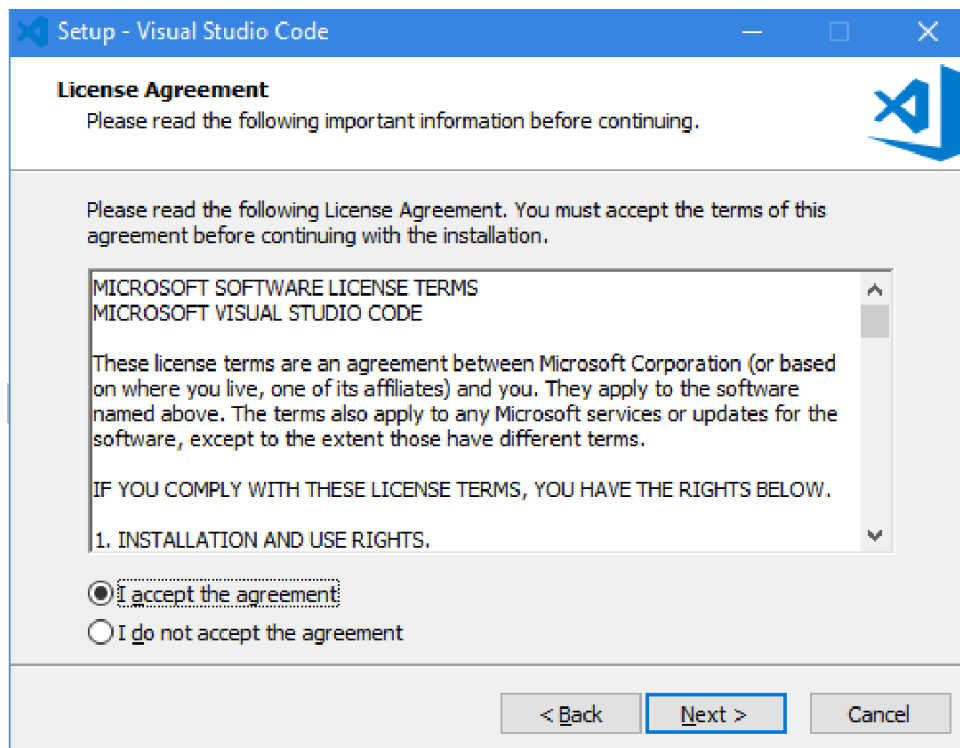 Setup - Visual Studio Code
License Agreement
Please read the following important information before continuing.
Please read the following License Agreement. You must accept the terms of this
agreement before continuing with the installation.
MICROSOFT SOFTWARE LICENSE TERMS
MICROSOFT VISUAL STUDIO CODE
These license terms are an agreement between Microsoft Corporation (or based
on where you live, one of its affiliates) and you. They apply to the software
named above. The terms also apply to any Microsoft services or updates for the
software, except to the extent those have different terms.
IF YOU COMPLY WITH THESE LICENSE TERMS, YOU HAVE THE RIGHTS BELOW.
1. INSTALLATION AND USE RIGHTS.
I accept the agreement
I do not accept the agreement
< Back Next > Cancel